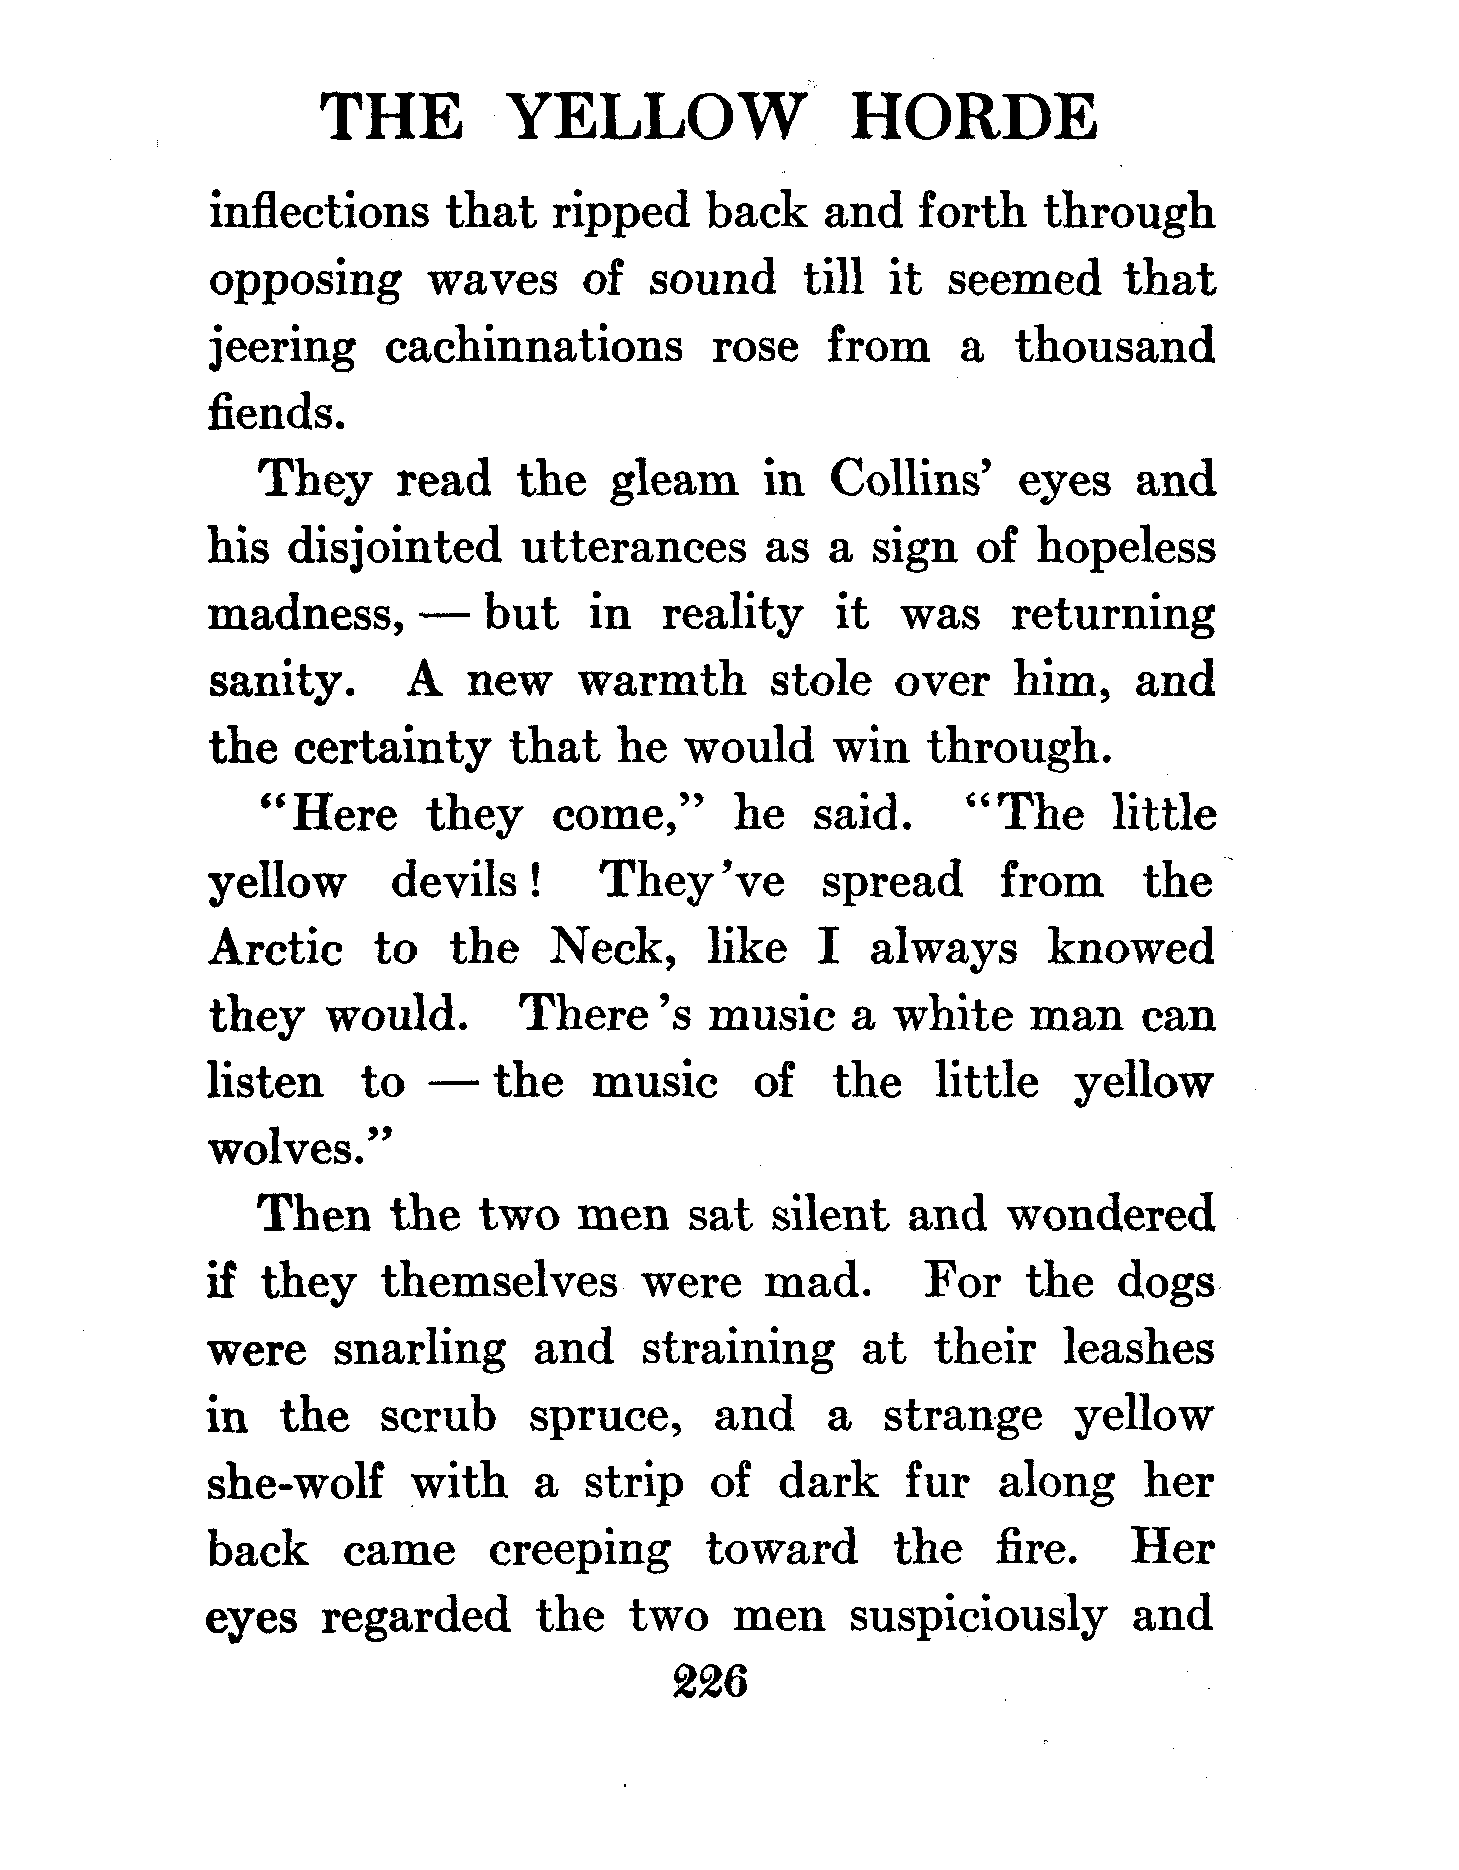 THE YELLOW HORDE
inflections that ripped back and forth through
opposing waves of sound till it seemed that
jeering cachinnations rose from a thousand
fiends.
They read the gleam in Collins’ eyes and
his disjointed utterances as a sign of hopeless
madness, — but in reality it was returning
sanity. A new warmth stole over him, and
the certainty that he would win through.
“Here they come,” he said. “The little
yellow devils! They’ve spread from the
Arctic to the Neck, like I always knowed
they would. There’s music a white man can
listen to — the music of the little yellow
wolves.”
Then the two men sat silent and wondered
if they themselves were mad. For the dogs
were snarling and straining at their leashes
in the scrub spruce, and a strange yellow
she-wolf with a strip of dark fur along her
back came creeping toward the fire. Her
eyes regarded the two men suspiciously and
226